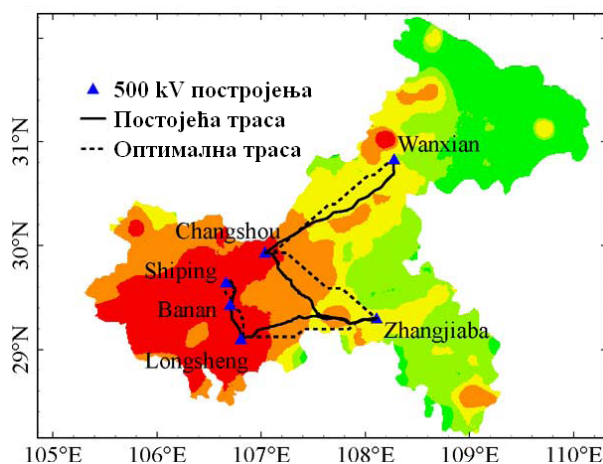 500 kV постројења
Постојећа траса
Оптимална траса
31°N
Wanxian
30°N
Changshou
Shiping
Banan
Zhangjiaba
29°N
Longsheng
105°E 106°E 107°E 108°E 109°E 110°E